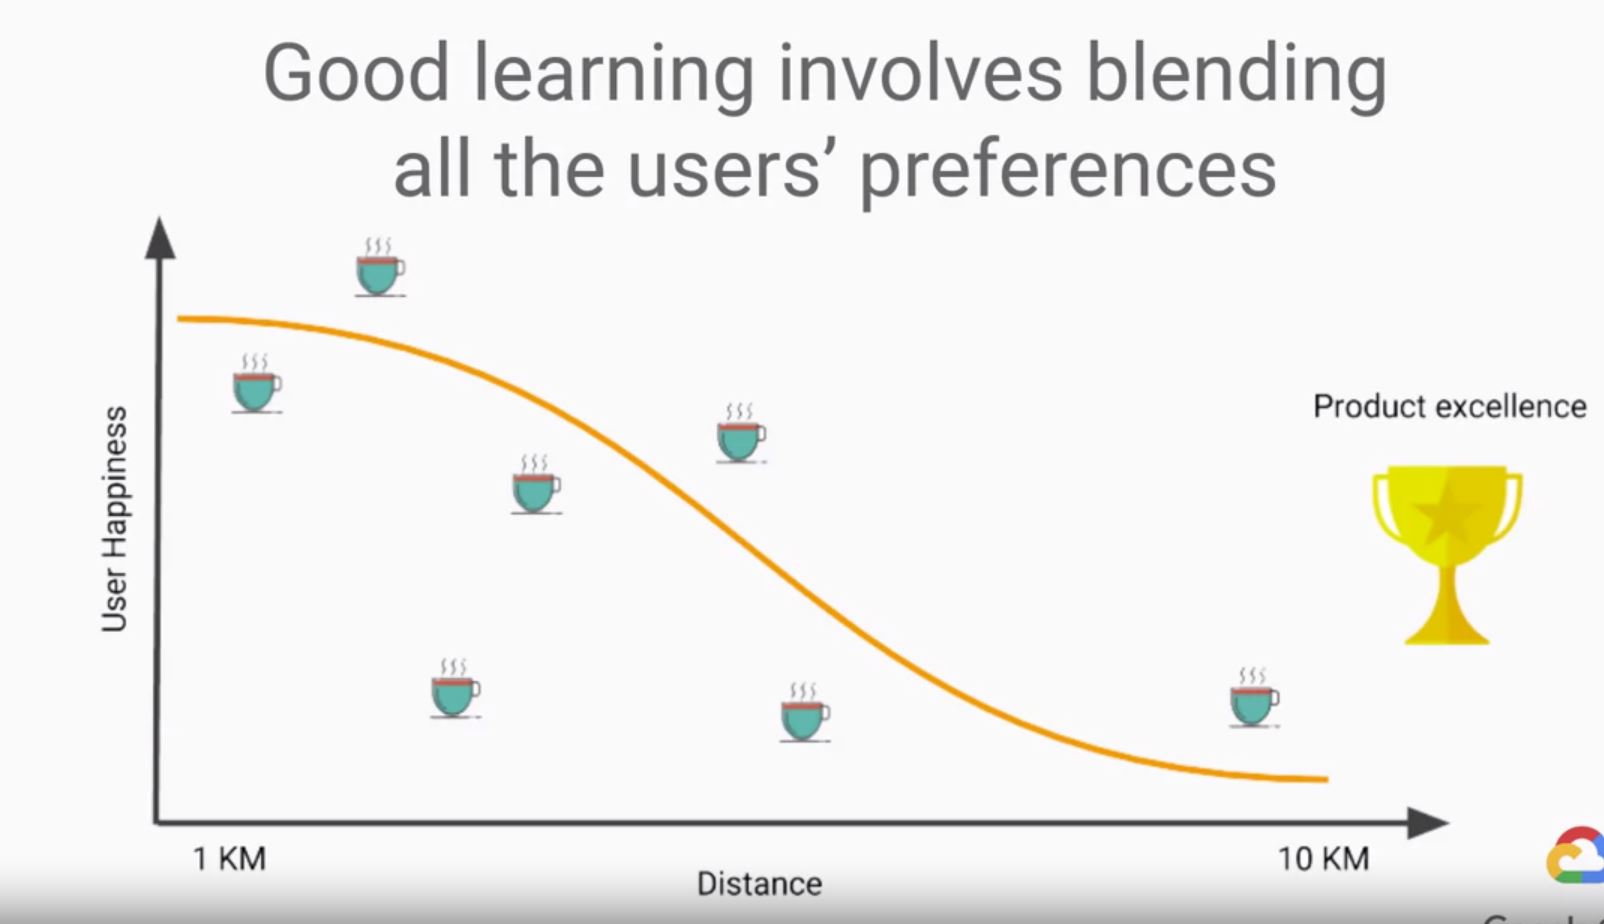 Good learning involves blending
all the users’ preferences
User Happiness
Product excellence
1 KM
10 KM
Distance